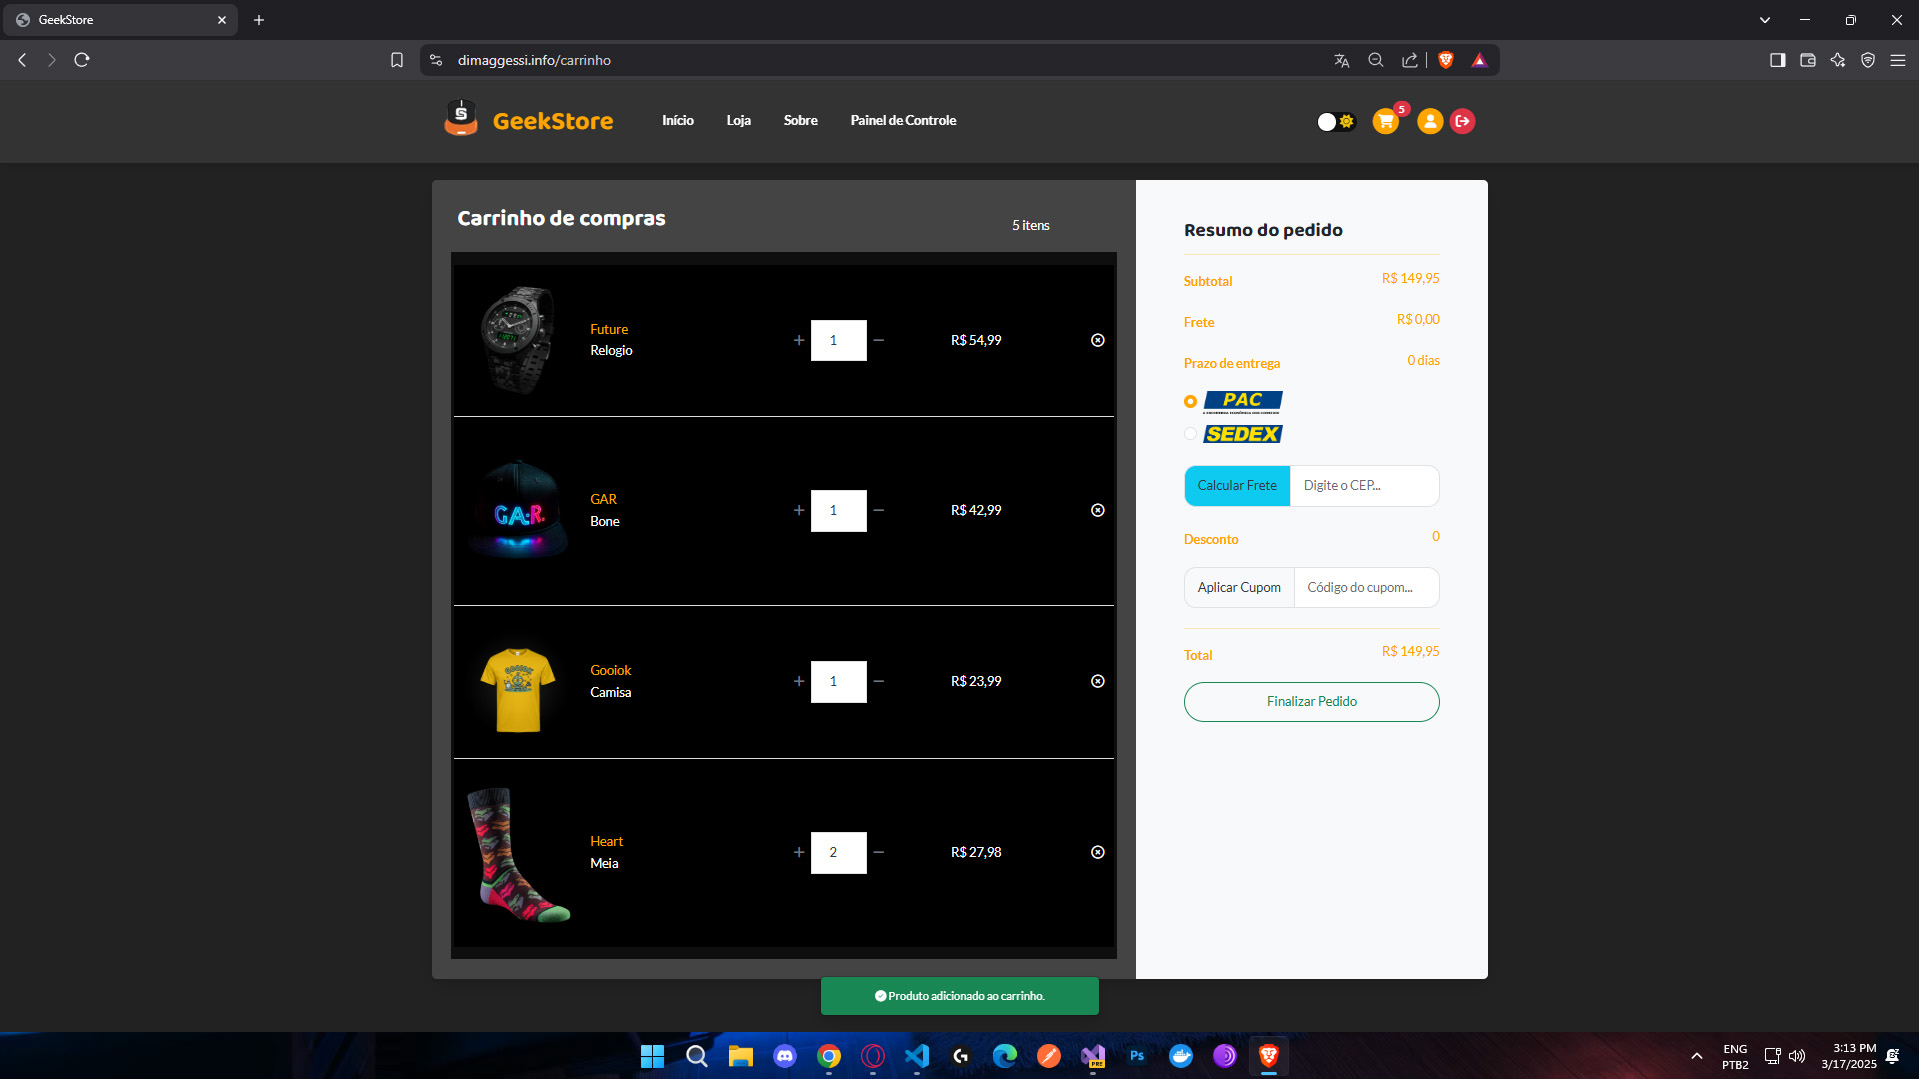 GeekStore
dimaggessi.info/carrinho
S
GeekStore
Início
Loja
Sobre
Painel de Controle
5
Carrinho de compras
5 itens
Future
Relogio
1
R$ 54,99
GAR
Bone
1
R$ 42,99
G.A.R.
Gooiok
Camisa
1
R$ 23,99
Heart
Meia
2
R$ 27,98
Resumo do pedido
Subtotal
R$ 149,95
Frete
R$ 0,00
Prazo de entrega
0 dias
PAC
SEDEX
Calcular Frete
Digite o CEP...
Desconto
0
Aplicar Cupom
Código do cupom...
Total
R$ 149,95
Finalizar Pedido
Produto adicionado ao carrinho.
PRE
Ps
ENG
PTB2
3:13 PM
3/17/2025